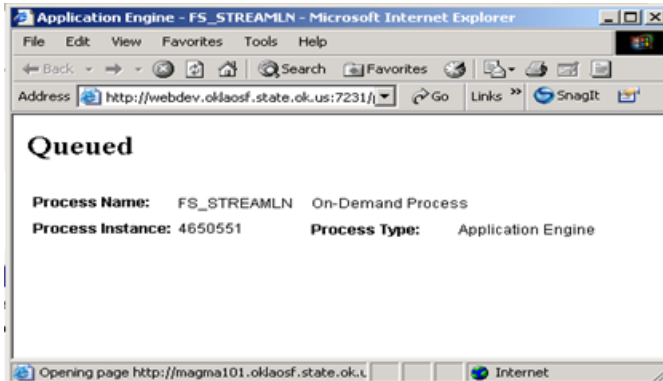 Application Engine - FS_STREAMLN - Microsoft Internet Explorer
File Edit View Favorites Tools Help
Back Search Favorites
Address http://webdev.oklaosf.state.ok.us:7231/ Go Links » SnagIt
Queued
Process Name: FS_STREAMLN On-Demand Process
Process Instance: 4650551 Process Type: Application Engine
Opening page http://magma101.oklaosf.state.ok.u Internet